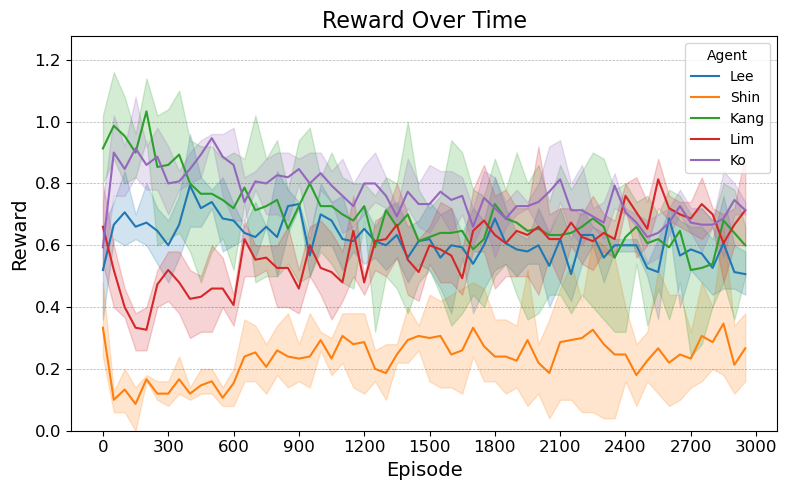 Reward Over Time
Reward
1.2
1.0
0.8
0.6
0.4
0.2
0.0
Agent
Lee
Shin
Kang
Lim
Ko
0 300 600 900 1200 1500 1800 2100 2400 2700 3000
Episode